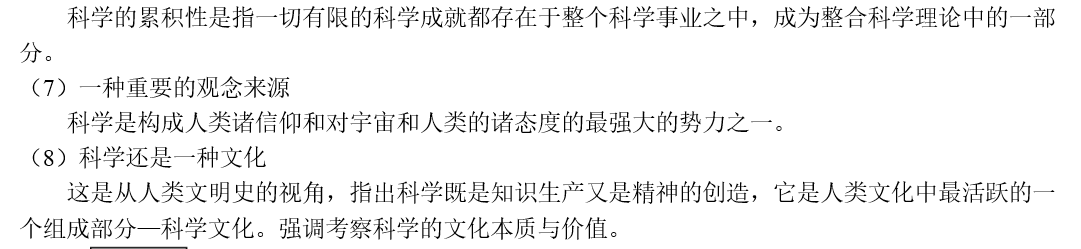 科学的累积性是指一切有限的科学成就都存在于整个科学事业之中，成为整合科学理论中的一部
分。
（7）一种重要的观念来源
科学是构成人类诸信仰和对宇宙和人类的诸态度的最强大的势力之一。
（8）科学还是一种文化
这是从人类文明史的视角，指出科学既是知识生产又是精神的创造，它是人类文化中最活跃的一
个组成部分—科学文化。强调考察科学的文化本质与价值。